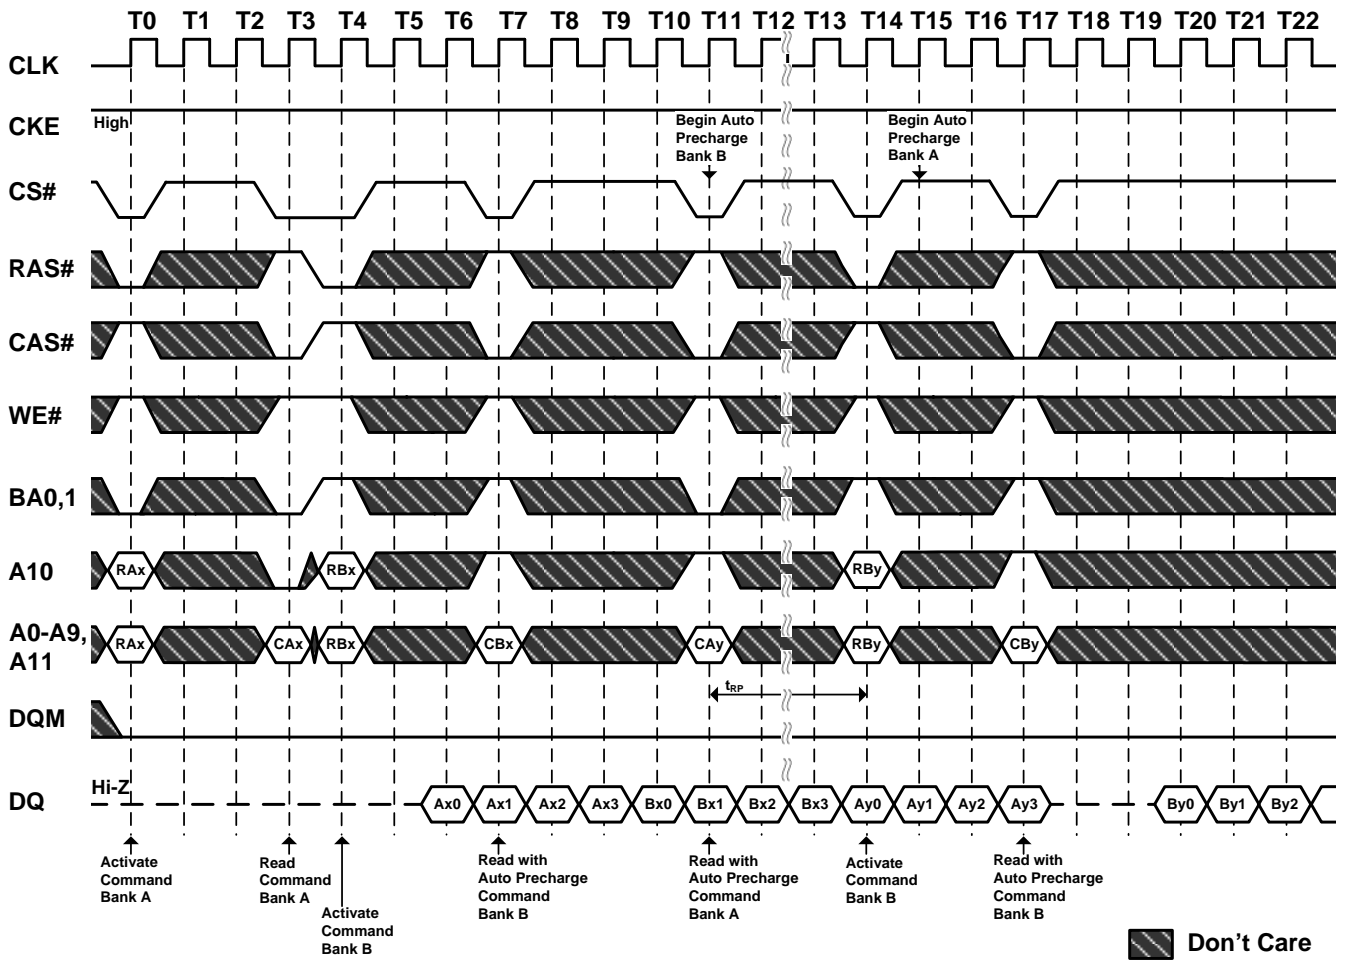 T0 T1 T2 T3 T4 T5 T6 T7 T8 T9 T10 T11 T12 T13 T14 T15 T16 T17 T18 T19 T20 T21 T22
CLK
CKE
High
Begin Auto
Precharge
Bank B
Begin Auto
Precharge
Bank A
CS#
RAS#
CAS#
WE#
BA0,1
A10
RAx RBx RBy
A0-A9,
A11
RAx CAx RBx CBx CAy RBy CBy
tRP
DQM
DQ
Hi-Z
Ax0 Ax1 Ax2 Ax3 Bx0 Bx1 Bx2 Bx3 Ay0 Ay1 Ay2 Ay3 By0 By1 By2
Activate
Command
Bank A
Read
Command
Bank A
Activate
Command
Bank B
Read with
Auto Precharge
Command
Bank B
Read with
Auto Precharge
Command
Bank A
Activate
Command
Bank B
Read with
Auto Precharge
Command
Bank B
Don't Care